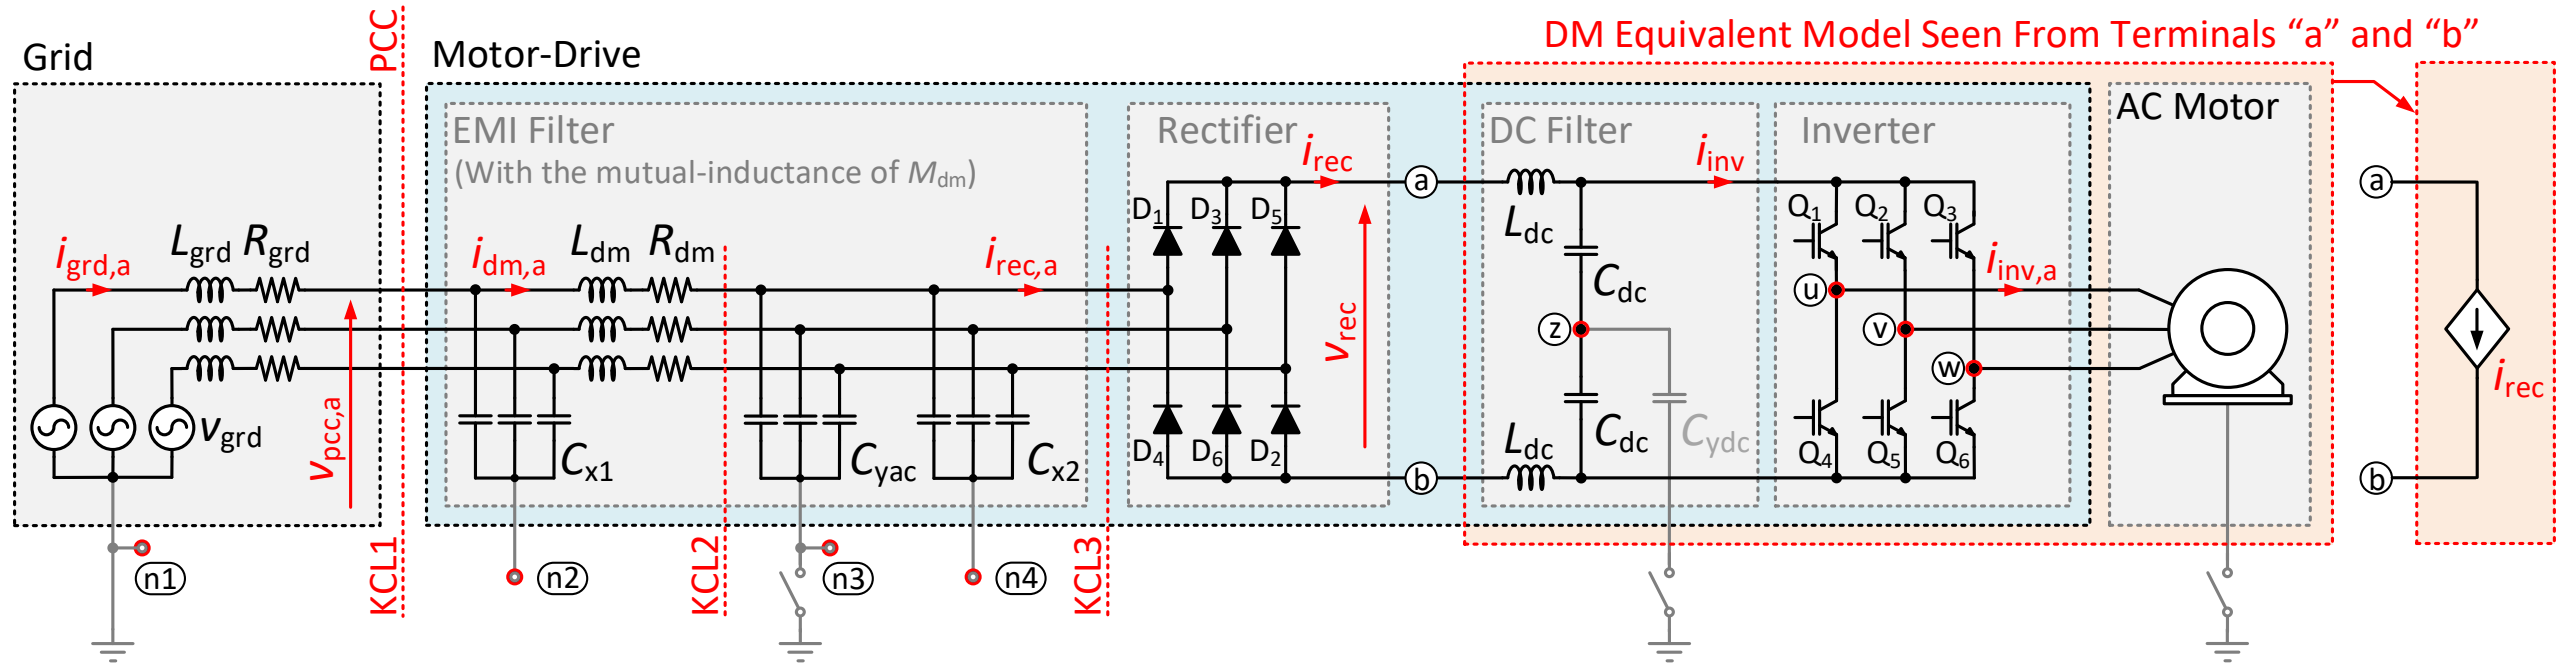 DM Equivalent Model Seen From Terminals “a” and “b”
Grid
PCC
Motor-Drive
AC Motor
EMI Filter
(With the mutual-inductance of Mdm)
Rectifier
DC Filter
Inverter
irec
iinv
a
a
D1 D3 D5
Q1 Q2 Q3
Ldc
Lgrd Rgrd
Ldm Rdm
igrd,a
idm,a
irec,a
iinv,a
Cdc
u
z
v
w
vrec
irec
vgrd
vpcc,a
Cx1
Cyac
Cx2
D4 D6 D2
Ldc
Cdc
Cydc
Q4 Q5 Q6
b
b
KCL1
KCL2
KCL3
n1
n2
n3
n4